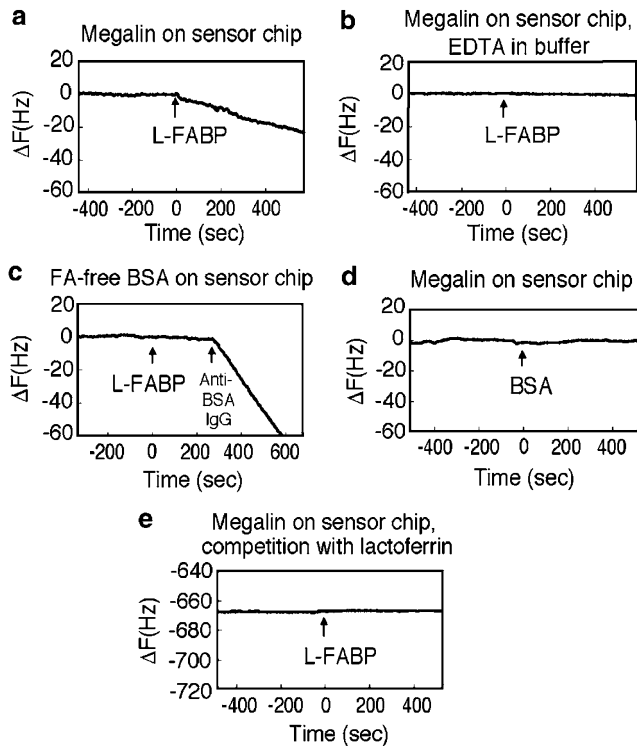 a
Megalin on sensor chip
20
0
-20
-40
-60
ΔF(Hz)
L-FABP
-400 -200 0 200 400
Time (sec)
b
Megalin on sensor chip,
EDTA in buffer
20
0
-20
-40
-60
ΔF(Hz)
L-FABP
-400 -200 0 200 400
Time (sec)
c
FA-free BSA on sensor chip
20
0
-20
-40
-60
ΔF(Hz)
L-FABP
Anti-
BSA
IgG
-200 0 200 400 600
Time (sec)
d
Megalin on sensor chip
20
0
-20
-40
-60
ΔF(Hz)
BSA
-400 -200 0 200 400
Time (sec)
e
Megalin on sensor chip,
competition with lactoferrin
-640
-660
-680
-700
-720
ΔF(Hz)
L-FABP
-400 -200 0 200 400
Time (sec)